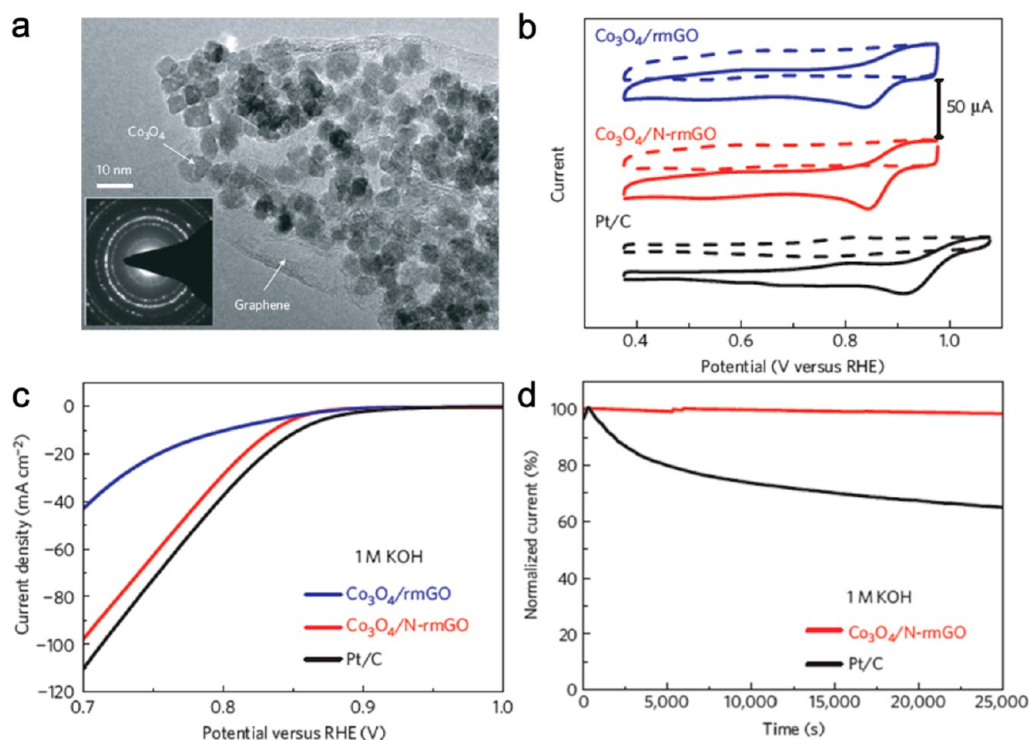 a
Co₃O₄
10 nm
Graphene
b
Co₃O₄/rmGO
50 μA
Co₃O₄/N-rmGO
Pt/C
Current
0.4 0.6 0.8 1.0
Potential (V versus RHE)
c
0
−20
−40
−60
−80
−100
−120
Current density (mA cm⁻²)
1 M KOH
Co₃O₄/rmGO
Co₃O₄/N-rmGO
Pt/C
0.7 0.8 0.9 1.0
Potential versus RHE (V)
d
100
80
60
40
20
0
Normalized current (%)
1 M KOH
Co₃O₄/N-rmGO
Pt/C
0 5,000 10,000 15,000 20,000 25,000
Time (s)